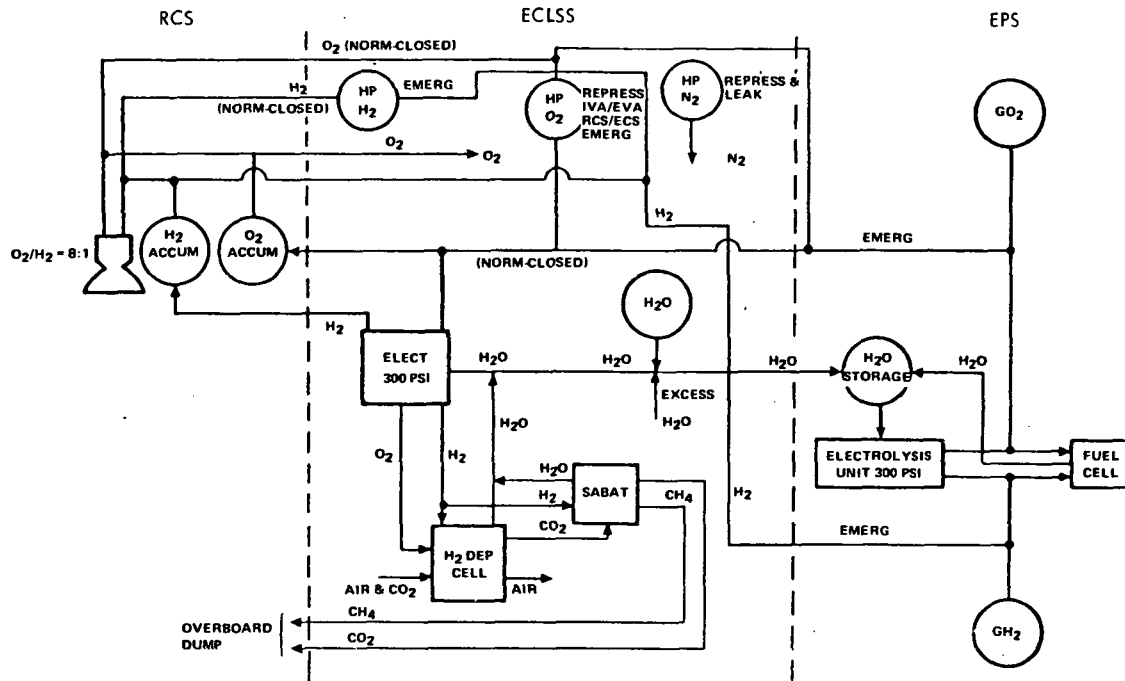 RCS
ECLSS
EPS
O2 (NORM-CLOSED)
H2
(NORM-CLOSED)
HP
H2
EMERG
HP
O2
REPRESS
IVA/EVA
RCS/ECS
EMERG
HP
N2
REPRESS &
LEAK
N2
GO2
O2
O2
H2
ACCUM
O2
ACCUM
O2/H2 = 8:1
H2
EMERG
(NORM-CLOSED)
H2
H2O
ELECT
300 PSI
H2O
H2O
H2O
H2O
STORAGE
H2O
EXCESS
H2O
H2O
O2
H2
ELECTROLYSIS
UNIT 300 PSI
FUEL
CELL
H2O
H2
SABAT
CH4
CO2
H2
H2 DEP
CELL
EMERG
AIR & CO2
AIR
CH4
OVERBOARD
DUMP
CO2
GH2